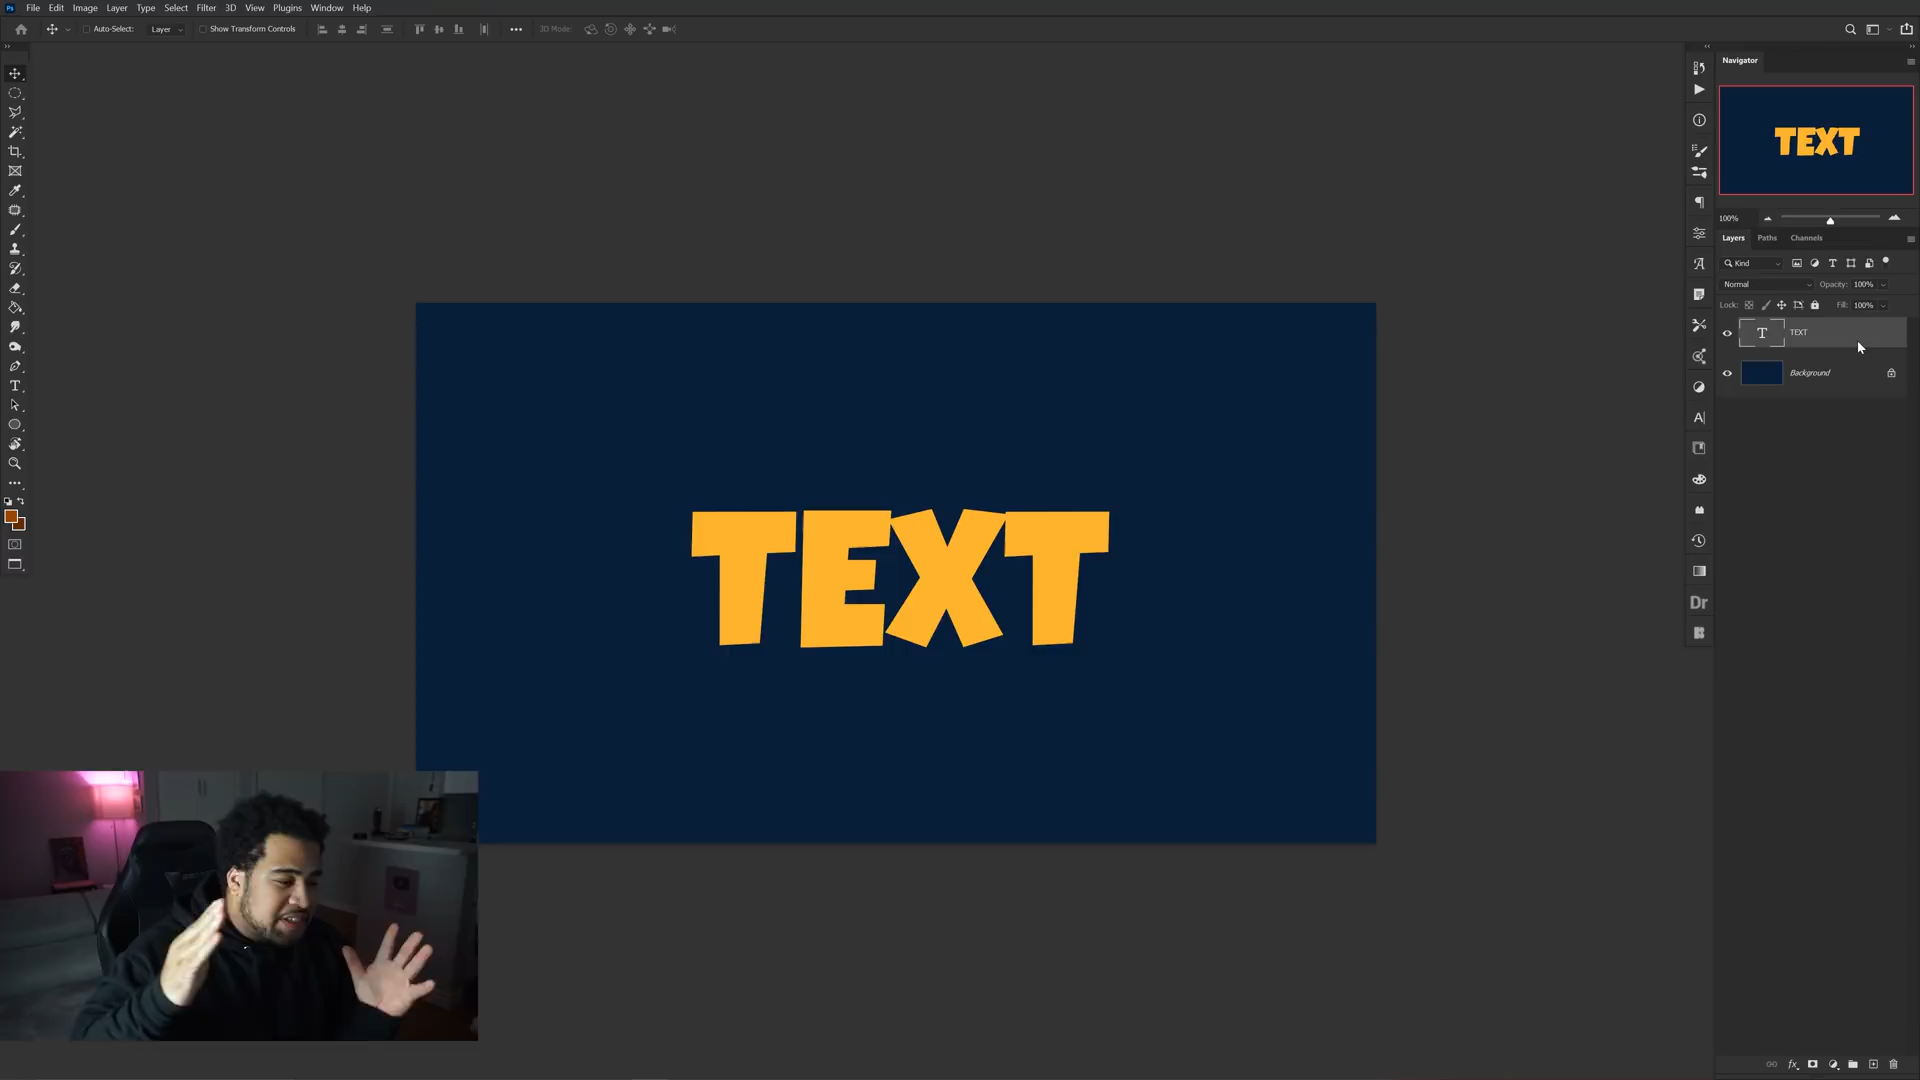 Ps File Edit Image Layer Type Select Filter 3D View Plugins Window Help
Auto-Select: Layer Show Transform Controls ••• 3D Mode:
Navigator
TEXT
100%
Layers Paths Channels
Kind
Normal Opacity: 100%
Lock: Fill: 100%
T TEXT
Background
TEXT
Dr